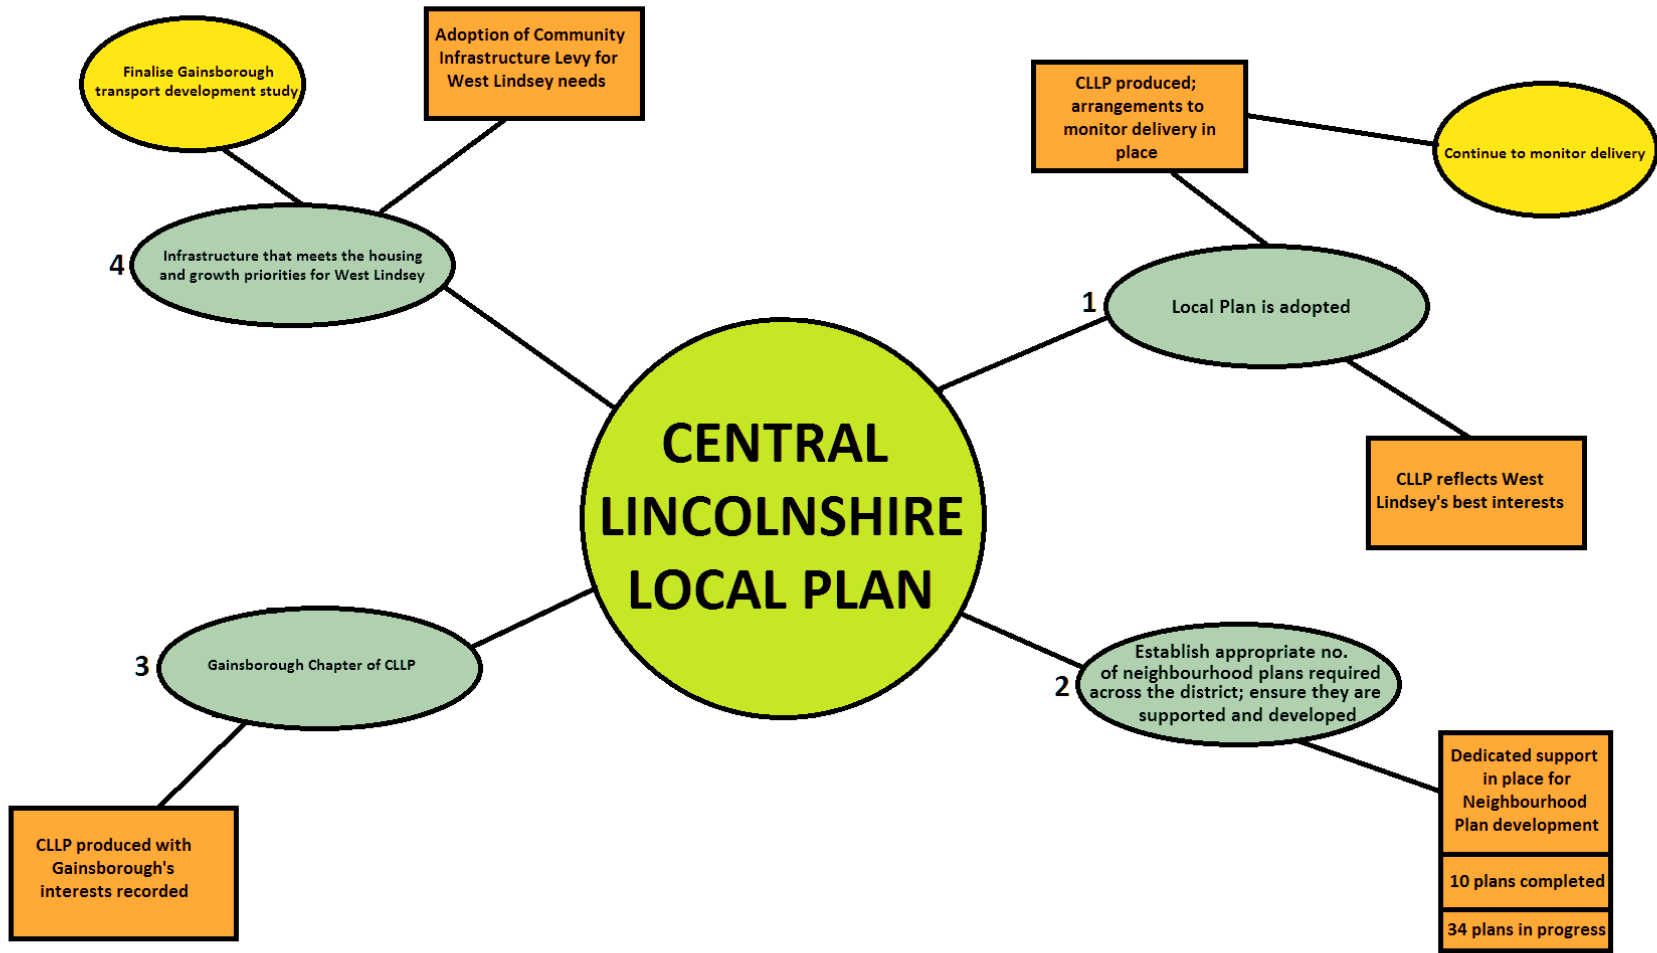 Finalise Gainsborough
transport development study
Adoption of Community
Infrastructure Levy for
West Lindsey needs
4
Infrastructure that meets the housing
and growth priorities for West Lindsey
CLLP produced;
arrangements to
monitor delivery in
place
Continue to monitor delivery
1
Local Plan is adopted
CLLP reflects West
Lindsey's best interests
CENTRAL
LINCOLNSHIRE
LOCAL PLAN
3
Gainsborough Chapter of CLLP
CLLP produced with
Gainsborough's
interests recorded
2
Establish appropriate no.
of neighbourhood plans required
across the district; ensure they are
supported and developed
Dedicated support
in place for
Neighbourhood
Plan development
10 plans completed
34 plans in progress